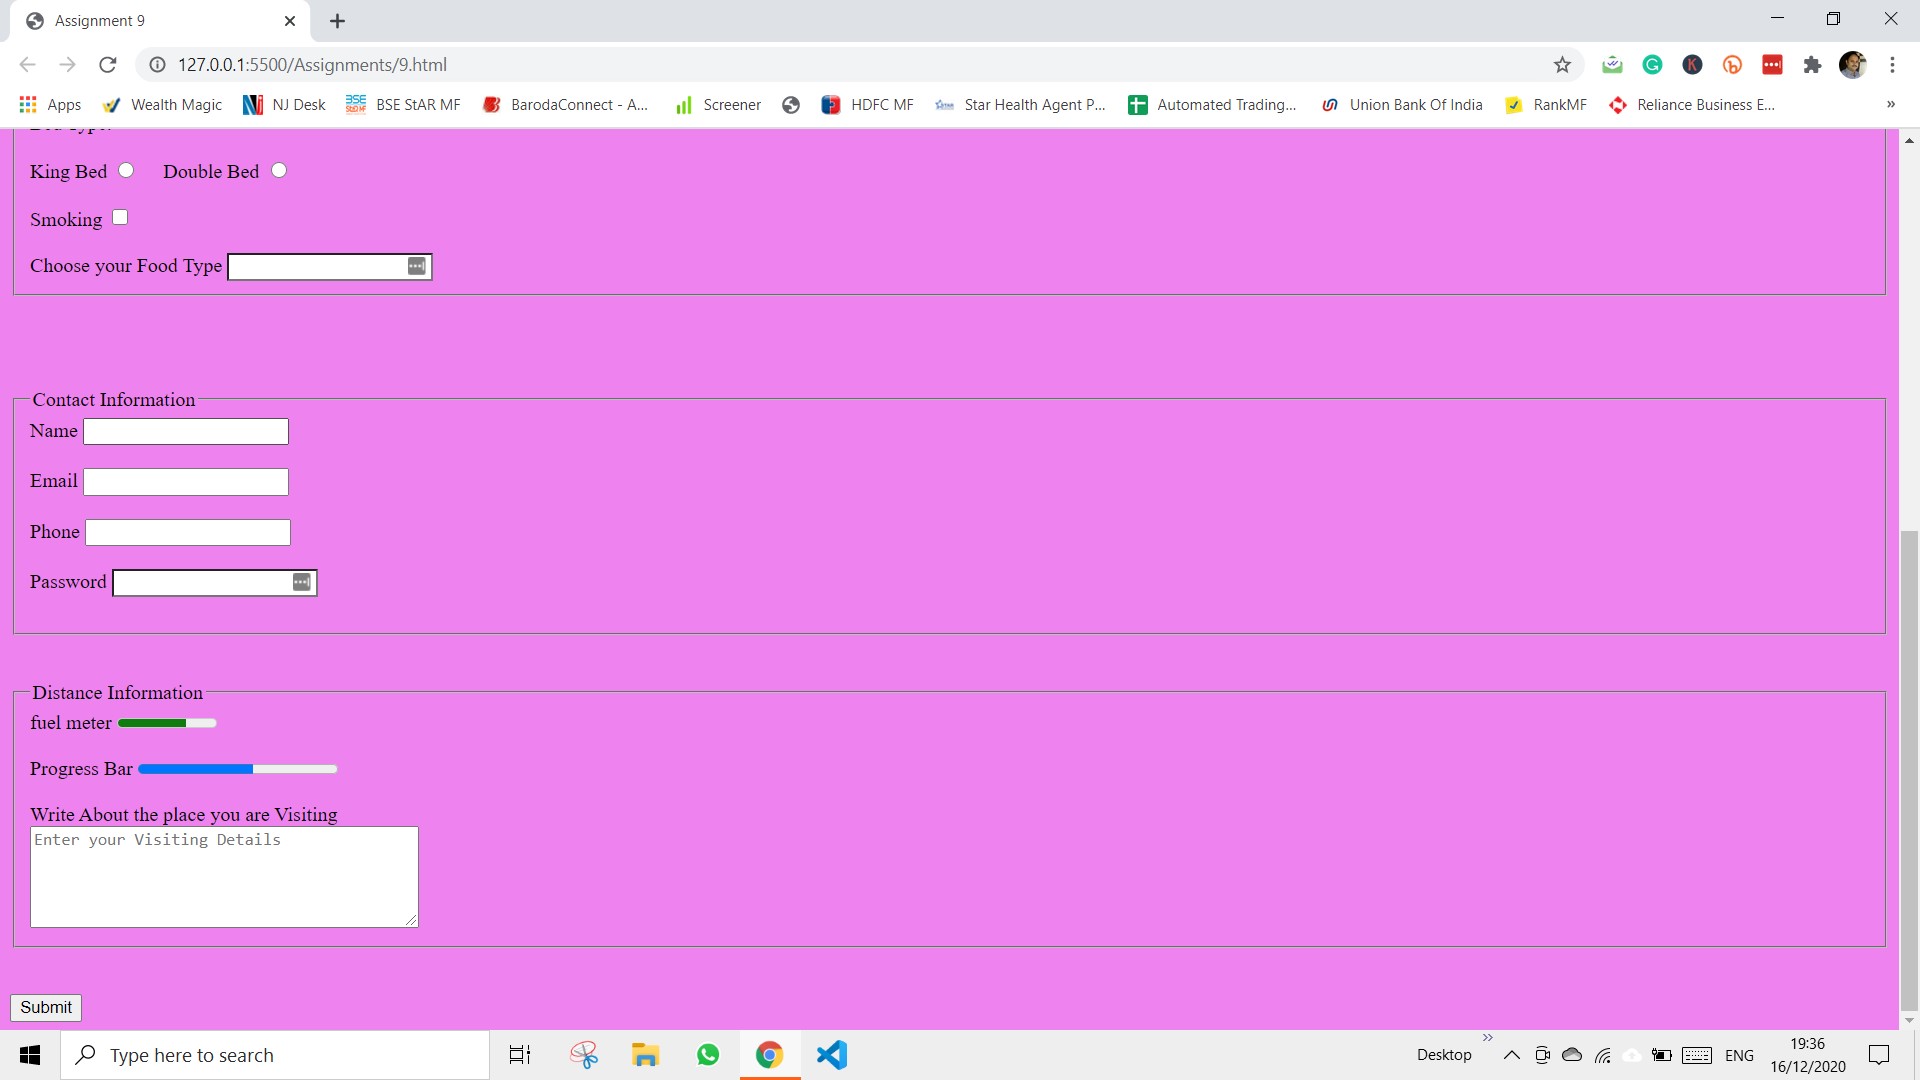 Assignment 9
127.0.0.1:5500/Assignments/9.html
Apps Wealth Magic NJ Desk BSE StAR MF BarodaConnect - A... Screener HDFC MF Star Health Agent P... Automated Trading... Union Bank Of India RankMF Reliance Business E... »
King Bed Double Bed
Smoking
Choose your Food Type
Contact Information
Name
Email
Phone
Password
Distance Information
fuel meter
Progress Bar
Write About the place you are Visiting
Enter your Visiting Details
Submit
Type here to search
Desktop » ENG
19:36
16/12/2020